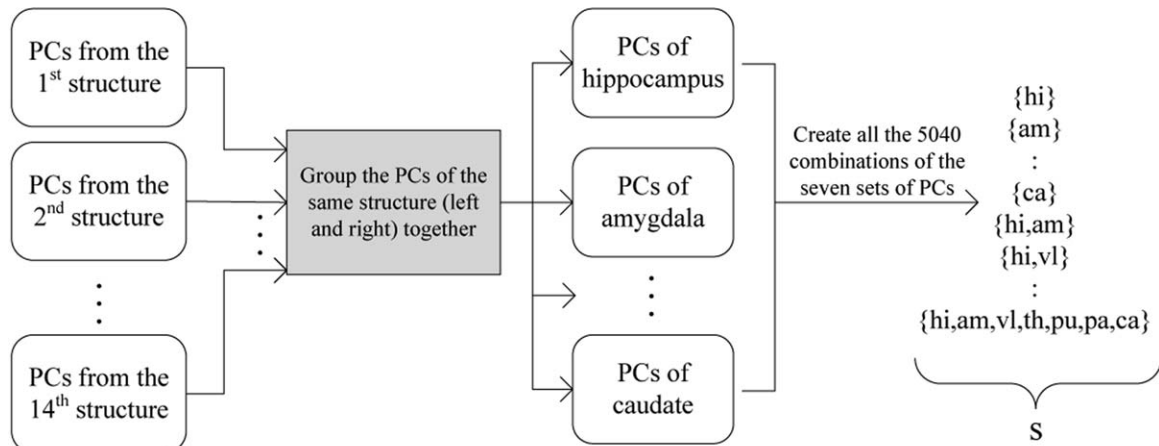 PCs from the
1st structure
PCs from the
2nd structure
PCs from the
14th structure
Group the PCs of the
same structure (left
and right) together
PCs of
hippocampus
PCs of
amygdala
PCs of
caudate
Create all the 5040
combinations of the
seven sets of PCs
{hi}
{am}
:
{ca}
{hi,am}
{hi,vl}
:
{hi,am,vl,th,pu,pa,ca}
S